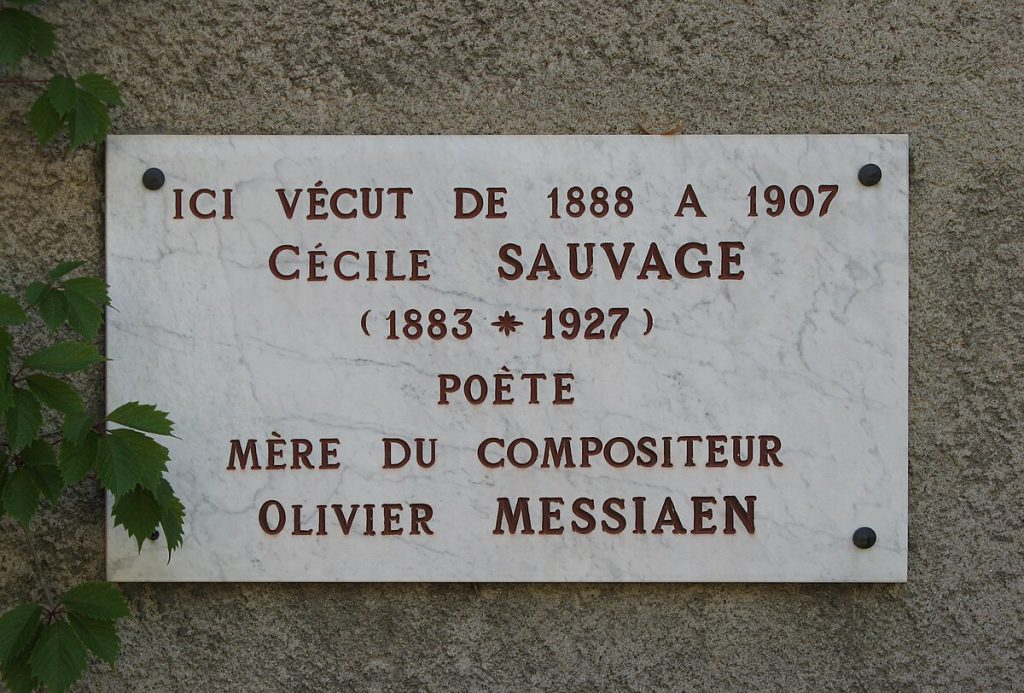 ICI VÉCUT DE 1888 A 1907
CÉCILE SAUVAGE
(1883 * 1927)
POÈTE
MÈRE DU COMPOSITEUR
OLIVIER MESSIAEN